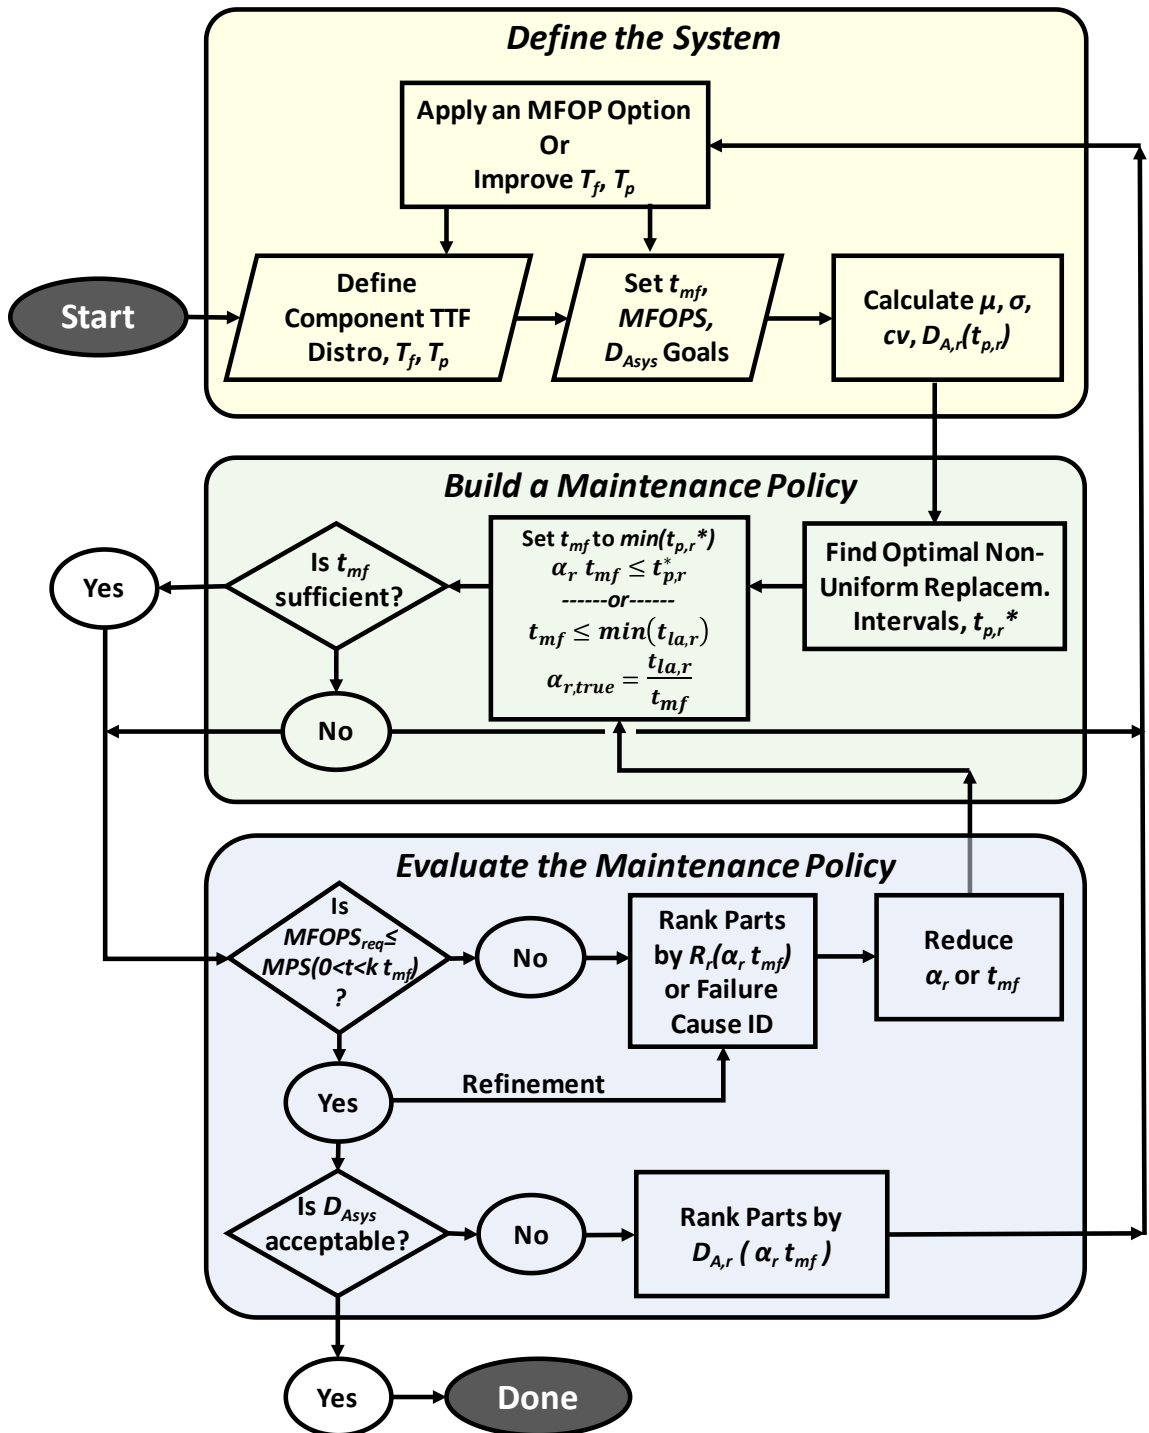 Define the System
Apply an MFOP Option
Or
Improve T_f, T_p
Start
Define
Component TTF
Distro, T_f, T_p
Set t_mf,
MFOPS,
D_Asys Goals
Calculate μ, σ,
cv, D_A,r(t_p,r)
Build a Maintenance Policy
Yes
Is t_mf
sufficient?
No
Set t_mf to min(t_p,r*)
α_r t_mf ≤ t*_p,r
------or------
t_mf ≤ min(t_la,r)
α_r,true = t_la,r / t_mf
Find Optimal Non-
Uniform Replacem.
Intervals, t_p,r*
Evaluate the Maintenance Policy
Is
MFOPS_req≤
MPS(0<t<k t_mf)
?
No
Rank Parts
by R_r(α_r t_mf)
or Failure
Cause ID
Reduce
α_r or t_mf
Yes
Refinement
Is D_Asys
acceptable?
No
Rank Parts by
D_A,r ( α_r t_mf )
Yes
Done